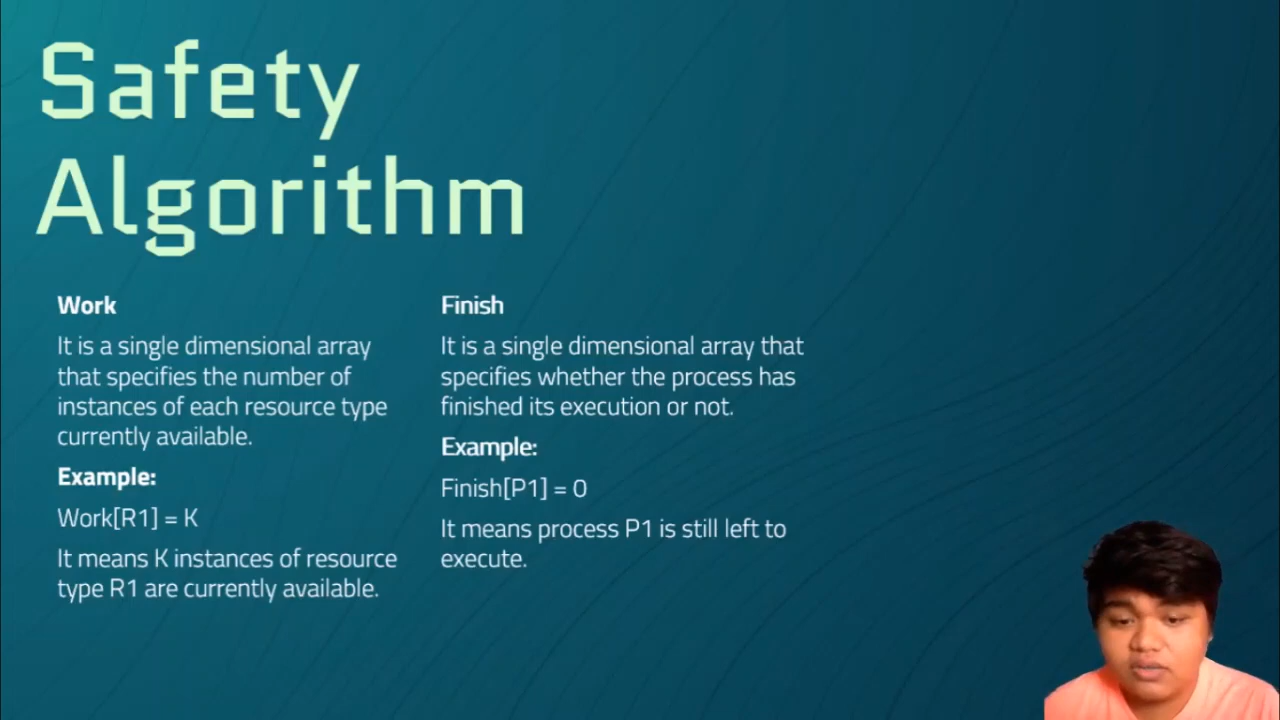 Safety
Algorithm
Work
It is a single dimensional array
that specifies the number of
instances of each resource type
currently available.
Example:
Work[R1] = K
It means K instances of resource
type R1 are currently available.
Finish
It is a single dimensional array that
specifies whether the process has
finished its execution or not.
Example:
Finish[P1] = 0
It means process P1 is still left to
execute.